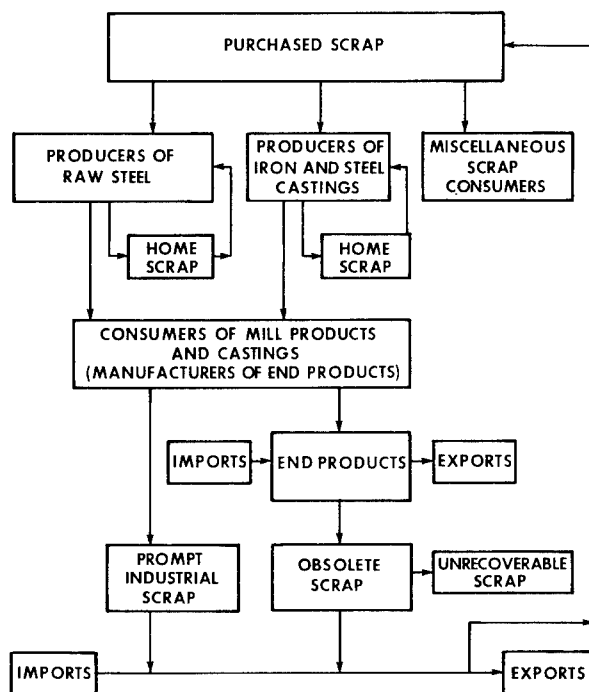 PURCHASED SCRAP
PRODUCERS OF
RAW STEEL
PRODUCERS OF
IRON AND STEEL
CASTINGS
MISCELLANEOUS
SCRAP
CONSUMERS
HOME
SCRAP
HOME
SCRAP
CONSUMERS OF MILL PRODUCTS
AND CASTINGS
(MANUFACTURERS OF END PRODUCTS)
IMPORTS
END PRODUCTS
EXPORTS
PROMPT
INDUSTRIAL
SCRAP
OBSOLETE
SCRAP
UNRECOVERABLE
SCRAP
IMPORTS
EXPORTS